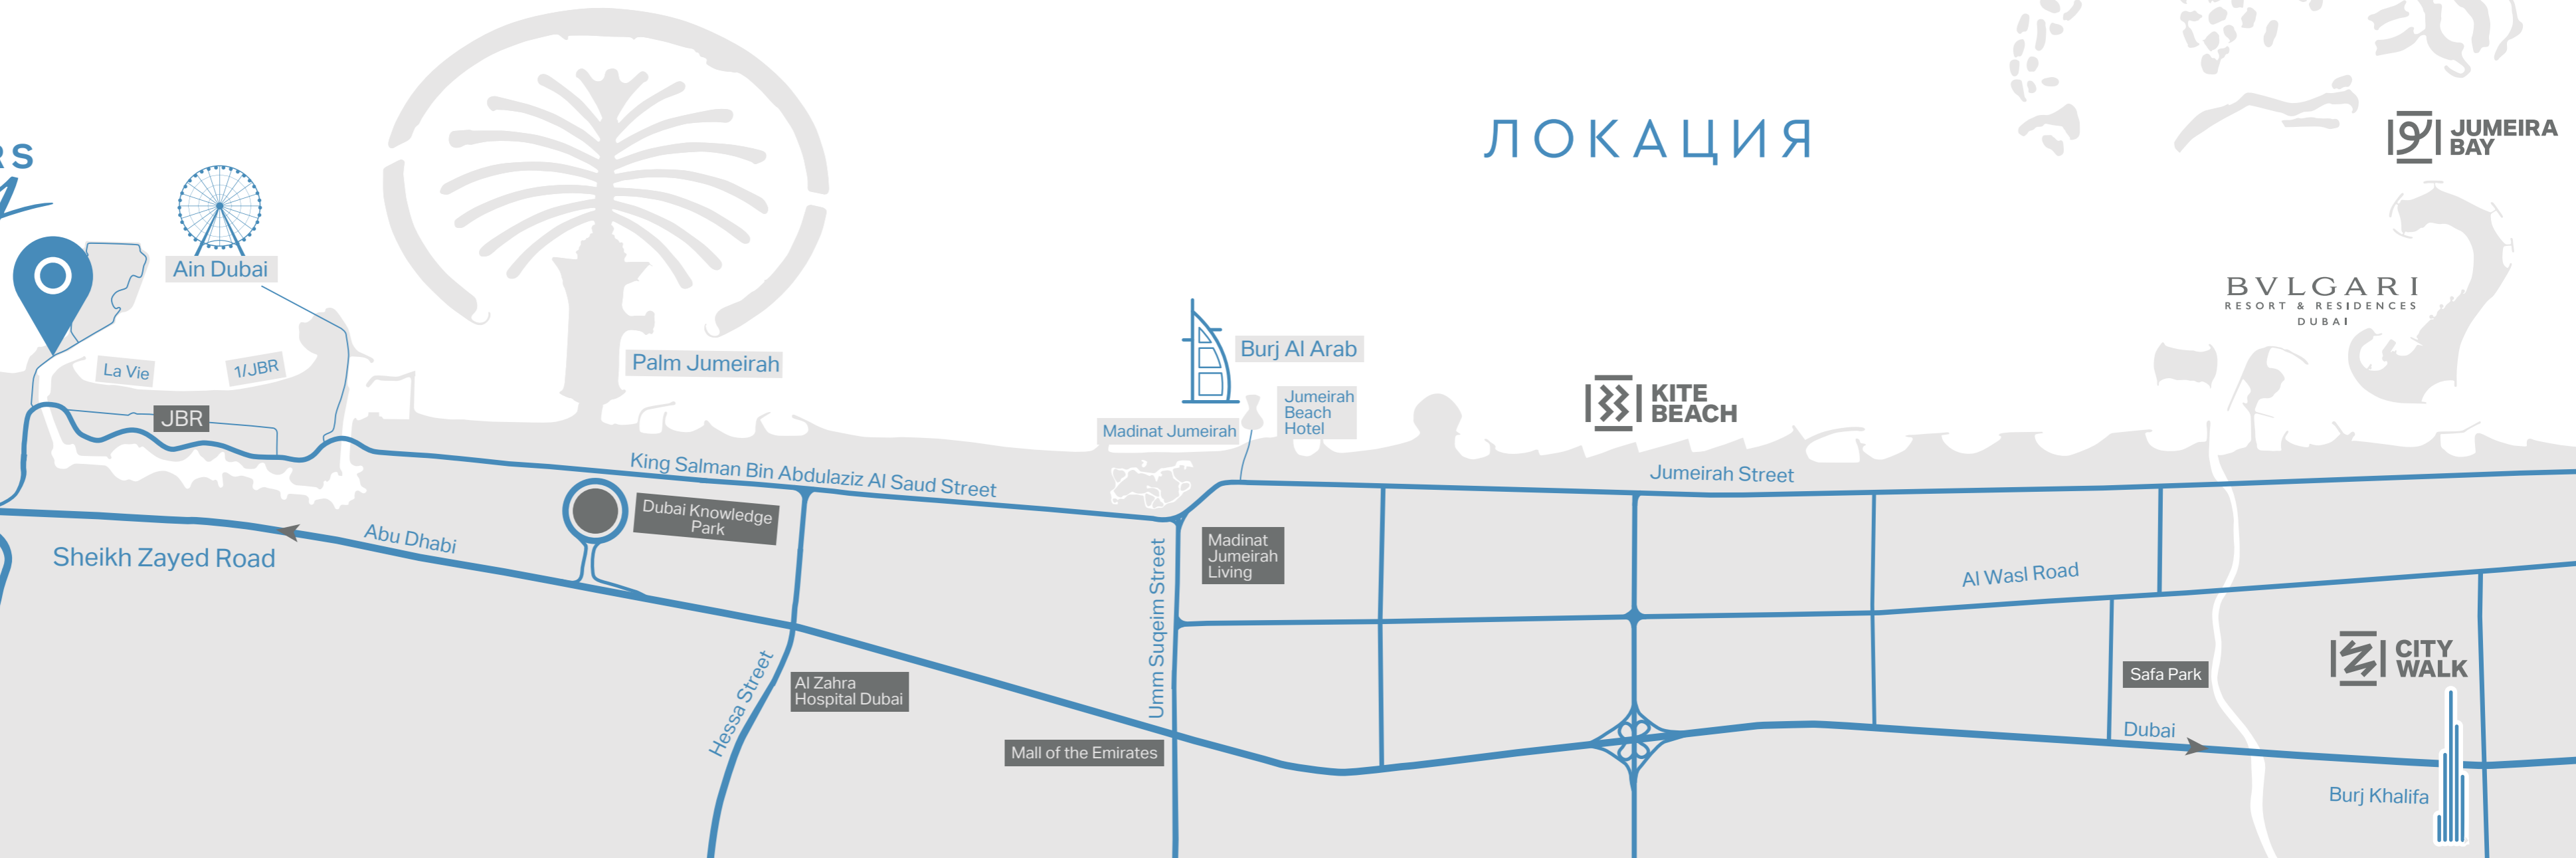 ЛОКАЦИЯ
RS
JUMEIRA
BAY
Ain Dubai
BVLGARI
RESORT & RESIDENCES
DUBAI
La Vie
1/JBR
JBR
Palm Jumeirah
Burj Al Arab
Jumeirah
Beach
Hotel
Madinat Jumeirah
KITE
BEACH
King Salman Bin Abdulaziz Al Saud Street
Jumeirah Street
Dubai Knowledge
Park
Abu Dhabi
Sheikh Zayed Road
Madinat
Jumeirah
Living
Umm Suqeim Street
Al Wasl Road
Hessa Street
Al Zahra
Hospital Dubai
Mall of the Emirates
Safa Park
CITY
WALK
Dubai
Burj Khalifa